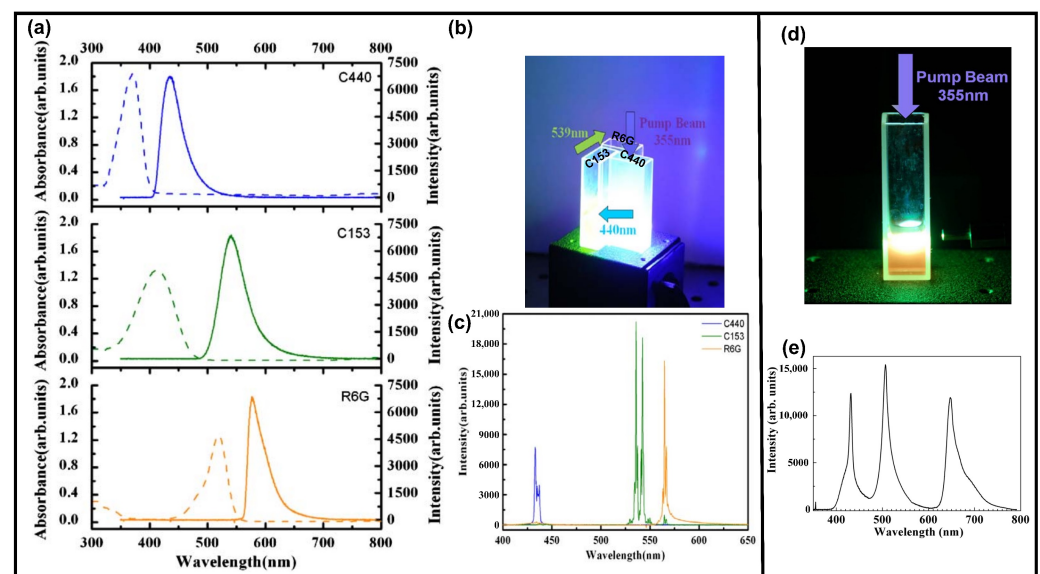 (a)
300 400 500 600 700 800
Absorbance(arb.units)
2.0
1.6
1.2
0.8
0.4
0.0
C440
7500
6000
4500
3000
1500
0
Intensity(arb.units)
Absorbance(arb.units)
2.0
1.6
1.2
0.8
0.4
0.0
C153
7500
6000
4500
3000
1500
0
Intensity(arb.units)
Absorbance(arb.units)
2.0
1.6
1.2
0.8
0.4
0.0
R6G
7500
6000
4500
3000
1500
0
Intensity(arb.units)
300 400 500 600 700 800
Wavelength(nm)
(b)
539nm
R6G
Pump Beam
355nm
C153
C440
440nm
(c)
21,000
18,000
15,000
12,000
9000
6000
3000
0
Intensity(arb.units)
C440
C153
R6G
400 450 500 550 600 650
Wavelength(nm)
(d)
Pump Beam
355nm
(e)
15,000
10,000
5000
0
Intensity (arb. units)
400 500 600 700 800
Wavelength (nm)